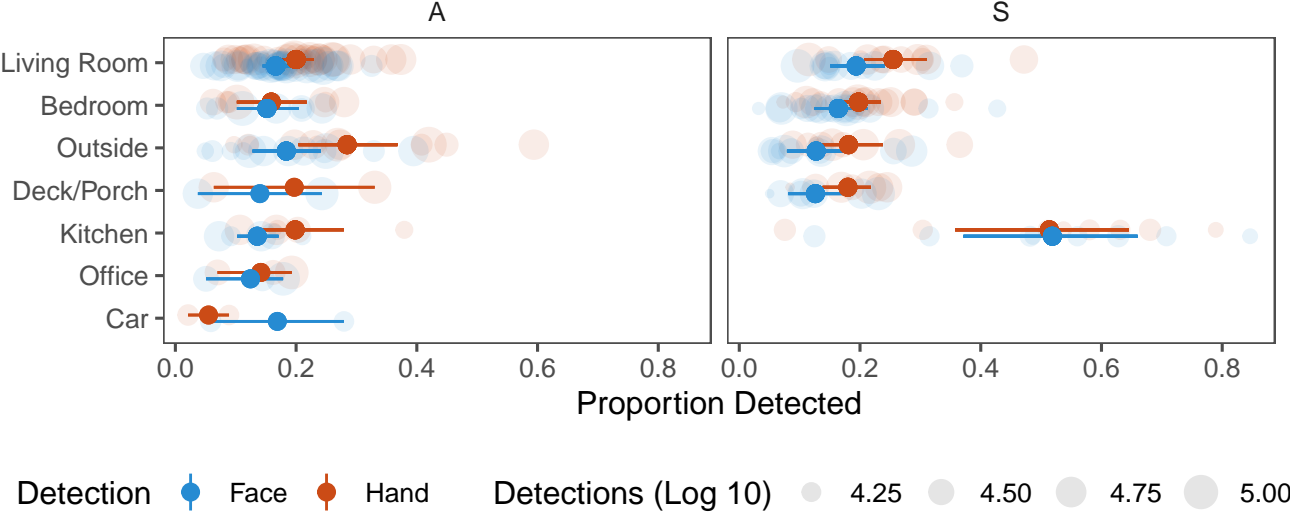 A S
Living Room
Bedroom
Outside
Deck/Porch
Kitchen
Office
Car
0.0 0.2 0.4 0.6 0.8 0.0 0.2 0.4 0.6 0.8
Proportion Detected
Detection Face Hand Detections (Log 10) 4.25 4.50 4.75 5.00